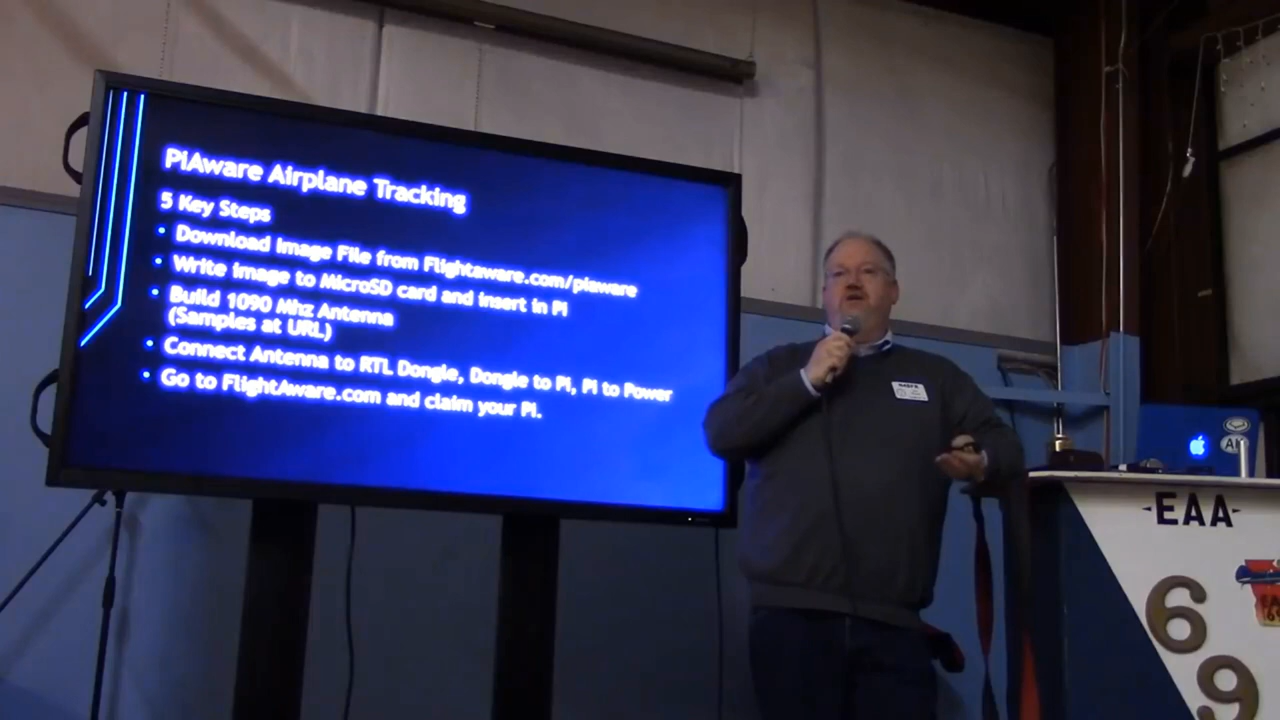 PiAware Airplane Tracking
5 Key Steps
• Download Image File from Flightaware.com/piaware
• Write image to MicroSD card and insert in Pi
• Build 1090 Mhz Antenna
(Samples at URL)
• Connect Antenna to RTL Dongle, Dongle to Pi, Pi to Power
• Go to FlightAware.com and claim your Pi.
-EAA-
6
9